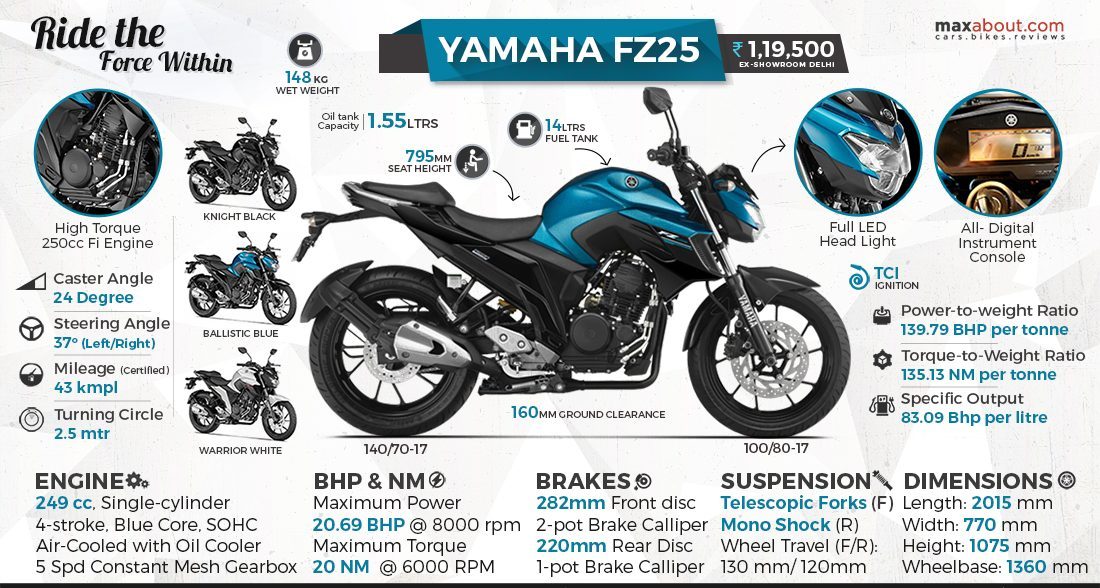 Ride the
Force Within
148 KG
WET WEIGHT
YAMAHA FZ25
₹ 1,19,500
EX-SHOWROOM DELHI
maxabout.com
cars.bikes.reviews
Oil tank
Capacity
1.55LTRS
14LTRS
FUEL TANK
795MM
SEAT HEIGHT
High Torque
250cc Fi Engine
KNIGHT BLACK
BALLISTIC BLUE
WARRIOR WHITE
Full LED
Head Light
All- Digital
Instrument
Console
Caster Angle
24 Degree
Steering Angle
37° (Left/Right)
Mileage (Certified)
43 kmpl
Turning Circle
2.5 mtr
TCI
IGNITION
Power-to-weight Ratio
139.79 BHP per tonne
Torque-to-Weight Ratio
135.13 NM per tonne
Specific Output
83.09 Bhp per litre
YAMAHA
160MM GROUND CLEARANCE
140/70-17
100/80-17
ENGINE
249 cc, Single-cylinder
4-stroke, Blue Core, SOHC
Air-Cooled with Oil Cooler
5 Spd Constant Mesh Gearbox
BHP & NM
Maximum Power
20.69 BHP @ 8000 rpm
Maximum Torque
20 NM @ 6000 RPM
BRAKES
282mm Front disc
2-pot Brake Calliper
220mm Rear Disc
1-pot Brake Calliper
SUSPENSION
Telescopic Forks (F)
Mono Shock (R)
Wheel Travel (F/R):
130 mm/ 120mm
DIMENSIONS
Length: 2015 mm
Width: 770 mm
Height: 1075 mm
Wheelbase: 1360 mm